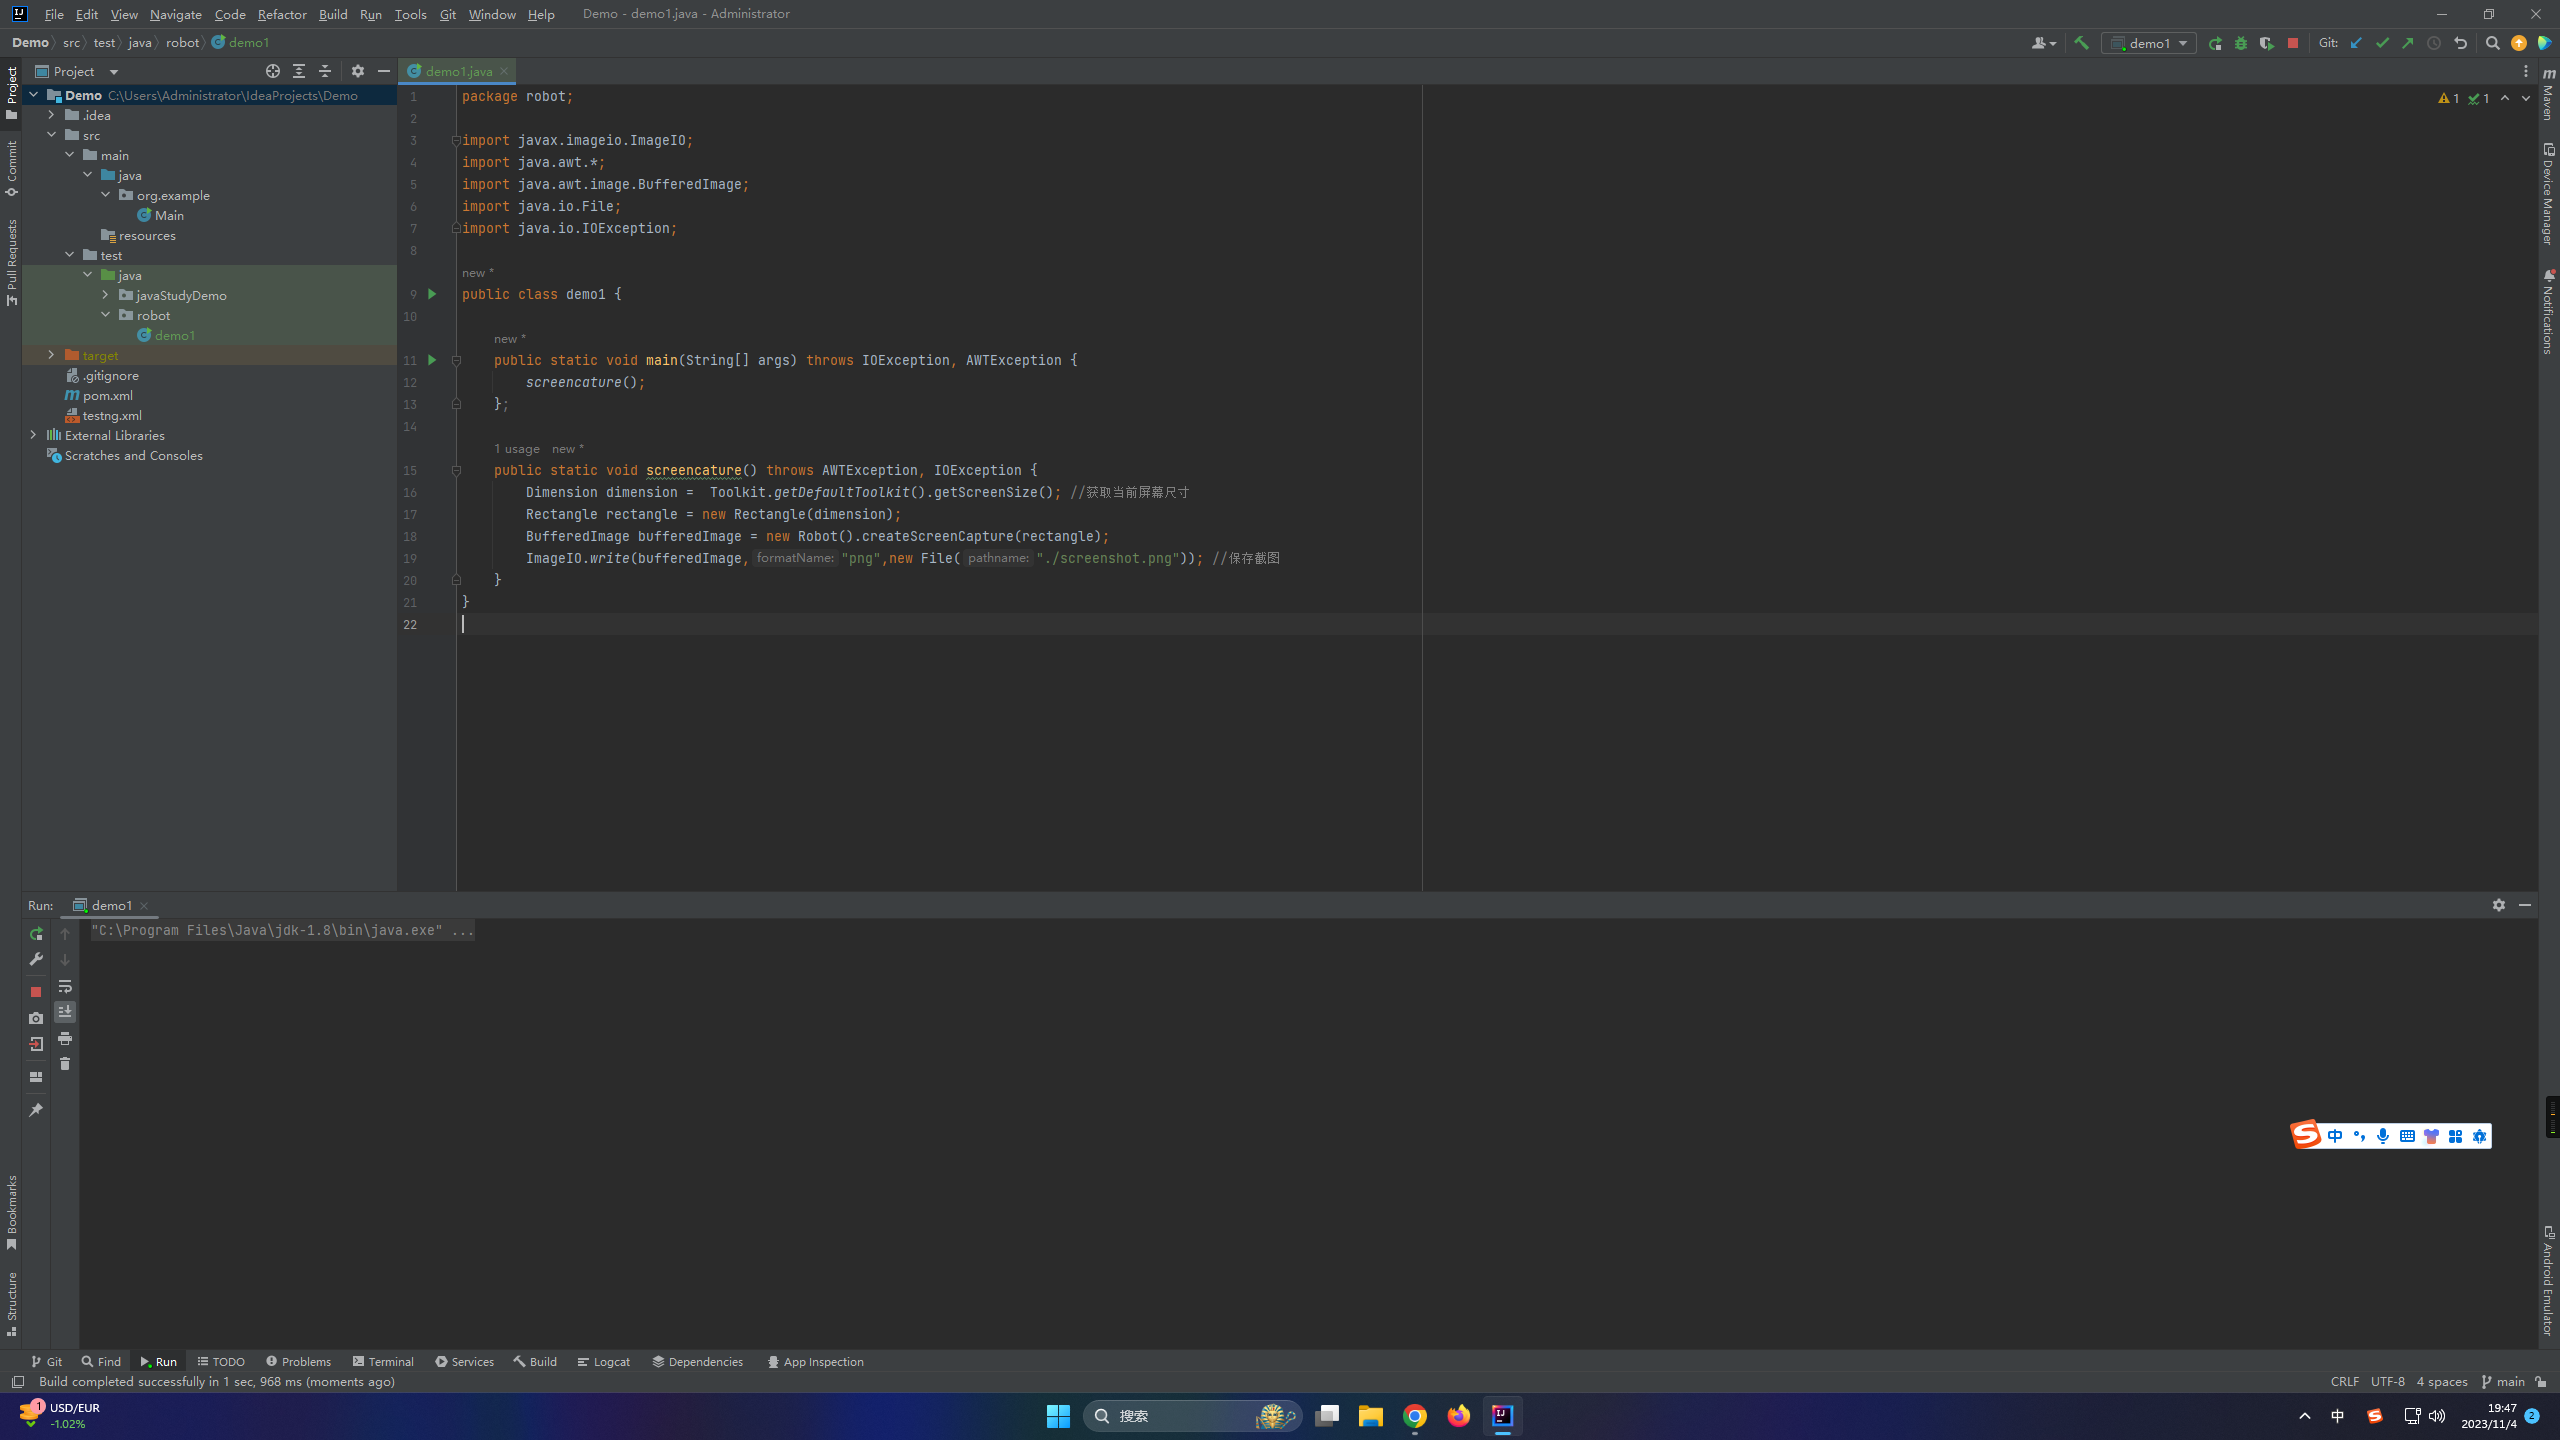 File Edit View Navigate Code Refactor Build Run Tools Git Window Help Demo - demo1.java - Administrator
Demo src test java robot demo1
demo1 Git:
Project
demo1.java
Demo C:\Users\Administrator\IdeaProjects\Demo
.idea
src
main
java
org.example
Main
resources
test
java
javaStudyDemo
robot
demo1
target
.gitignore
pom.xml
testng.xml
External Libraries
Scratches and Consoles
Project
Commit
Pull Requests
Bookmarks
Structure
1 package robot;
2
3 import javax.imageio.ImageIO;
4 import java.awt.*;
5 import java.awt.image.BufferedImage;
6 import java.io.File;
7 import java.io.IOException;
8
new *
9 public class demo1 {
10
new *
11 public static void main(String[] args) throws IOException, AWTException {
12 screencature();
13 };
14
1 usage new *
15 public static void screencature() throws AWTException, IOException {
16 Dimension dimension = Toolkit.getDefaultToolkit().getScreenSize(); //获取当前屏幕尺寸
17 Rectangle rectangle = new Rectangle(dimension);
18 BufferedImage bufferedImage = new Robot().createScreenCapture(rectangle);
19 ImageIO.write(bufferedImage, formatName: "png",new File( pathname: "./screenshot.png")); //保存截图
20 }
21 }
22
1 1
m
Maven
Device Manager
Notifications
Android Emulator
Run: demo1
"C:\Program Files\Java\jdk-1.8\bin\java.exe" ...
中
Git Find Run TODO Problems Terminal Services Build Logcat Dependencies App Inspection
Build completed successfully in 1 sec, 968 ms (moments ago)
CRLF UTF-8 4 spaces main
1
USD/EUR
-1.02%
搜索
中
19:47
2023/11/4
2